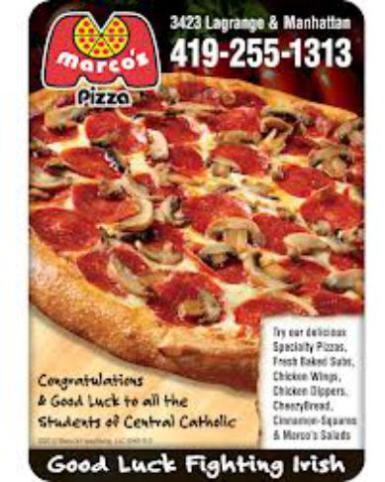 3423 Lagrange & Manhattan
419-255-1313
Marco's
Pizza
Try our delicious
Specialty Pizzas,
Fresh Baked Subs,
Chicken Wings,
Chicken Dippers,
CheezyBread,
Cinnamon-Squares
& Marco's Salads
Congratulations
& Good Luck to all the
Students of Central Catholic
Good Luck Fighting Irish